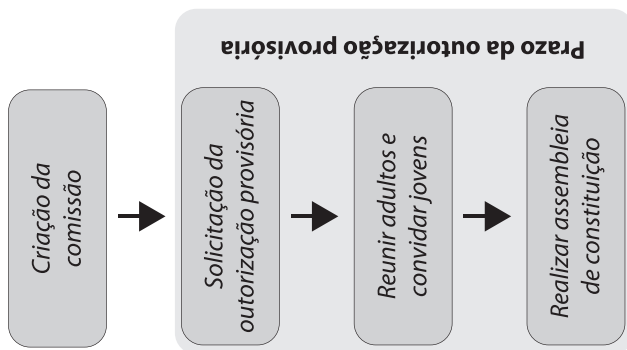 Prazo da outorização provisória
Criação da
comissão
Solicitação da
outorização provisória
Reunir adultos e
convidar jovens
Realizar assembleia
de constituição